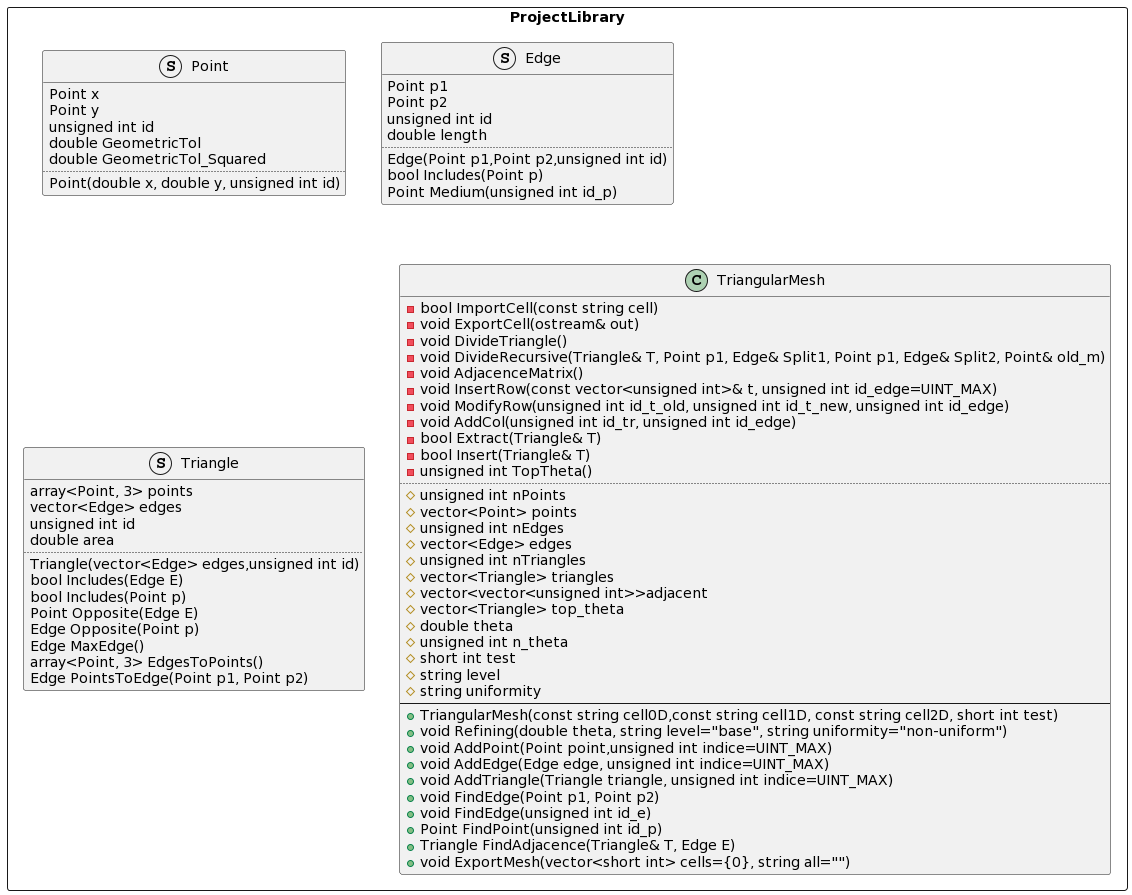 ProjectLibrary
S Point
Point x
Point y
unsigned int id
double GeometricTol
double GeometricTol_Squared
Point(double x, double y, unsigned int id)
S Edge
Point p1
Point p2
unsigned int id
double length
Edge(Point p1,Point p2,unsigned int id)
bool Includes(Point p)
Point Medium(unsigned int id_p)
S Triangle
array<Point, 3> points
vector<Edge> edges
unsigned int id
double area
Triangle(vector<Edge> edges,unsigned int id)
bool Includes(Edge E)
bool Includes(Point p)
Point Opposite(Edge E)
Edge Opposite(Point p)
Edge MaxEdge()
array<Point, 3> EdgesToPoints()
Edge PointsToEdge(Point p1, Point p2)
C TriangularMesh
bool ImportCell(const string cell)
void ExportCell(ostream& out)
void DivideTriangle()
void DivideRecursive(Triangle& T, Point p1, Edge& Split1, Point p1, Edge& Split2, Point& old_m)
void AdjacenceMatrix()
void InsertRow(const vector<unsigned int>& t, unsigned int id_edge=UINT_MAX)
void ModifyRow(unsigned int id_t_old, unsigned int id_t_new, unsigned int id_edge)
void AddCol(unsigned int id_tr, unsigned int id_edge)
bool Extract(Triangle& T)
bool Insert(Triangle& T)
unsigned int TopTheta()
unsigned int nPoints
vector<Point> points
unsigned int nEdges
vector<Edge> edges
unsigned int nTriangles
vector<Triangle> triangles
vector<vector<unsigned int>>adjacent
vector<Triangle> top_theta
double theta
unsigned int n_theta
short int test
string level
string uniformity
TriangularMesh(const string cell0D,const string cell1D, const string cell2D, short int test)
void Refining(double theta, string level="base", string uniformity="non-uniform")
void AddPoint(Point point,unsigned int indice=UINT_MAX)
void AddEdge(Edge edge, unsigned int indice=UINT_MAX)
void AddTriangle(Triangle triangle, unsigned int indice=UINT_MAX)
void FindEdge(Point p1, Point p2)
void FindEdge(unsigned int id_e)
Point FindPoint(unsigned int id_p)
Triangle FindAdjacence(Triangle& T, Edge E)
void ExportMesh(vector<short int> cells={0}, string all="")